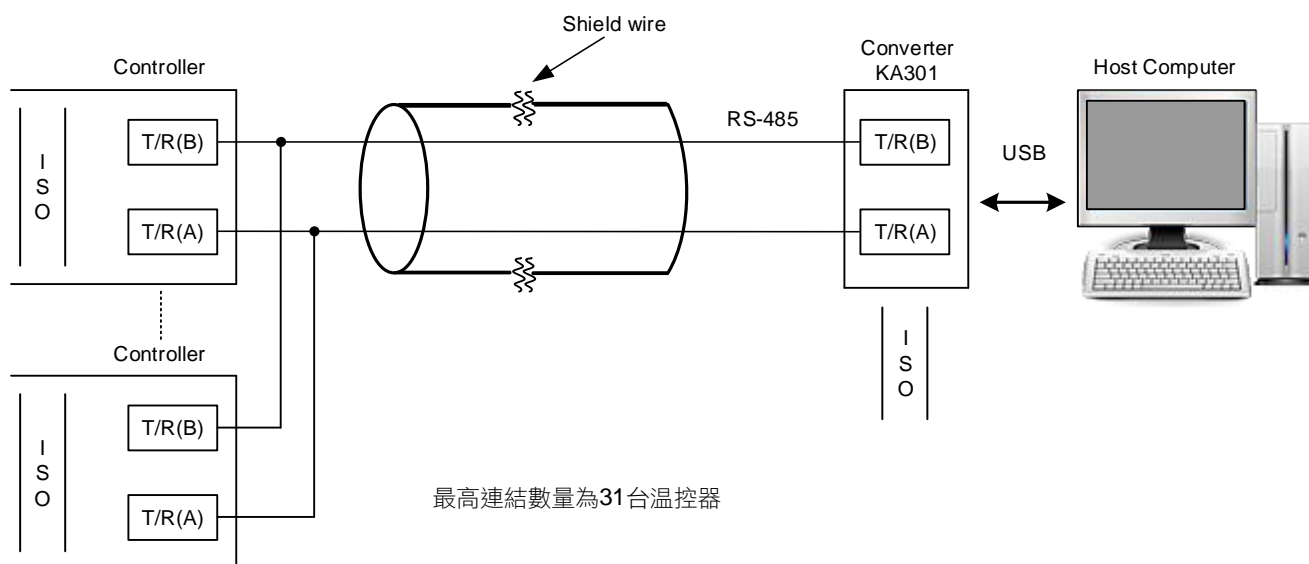 Shield wire
Controller
Converter
KA301
Host Computer
T/R(B)
RS-485
T/R(B)
USB
I
S
O
T/R(A)
T/R(A)
Controller
I
S
O
T/R(B)
I
S
O
T/R(A)
最高連結數量為31台温控器